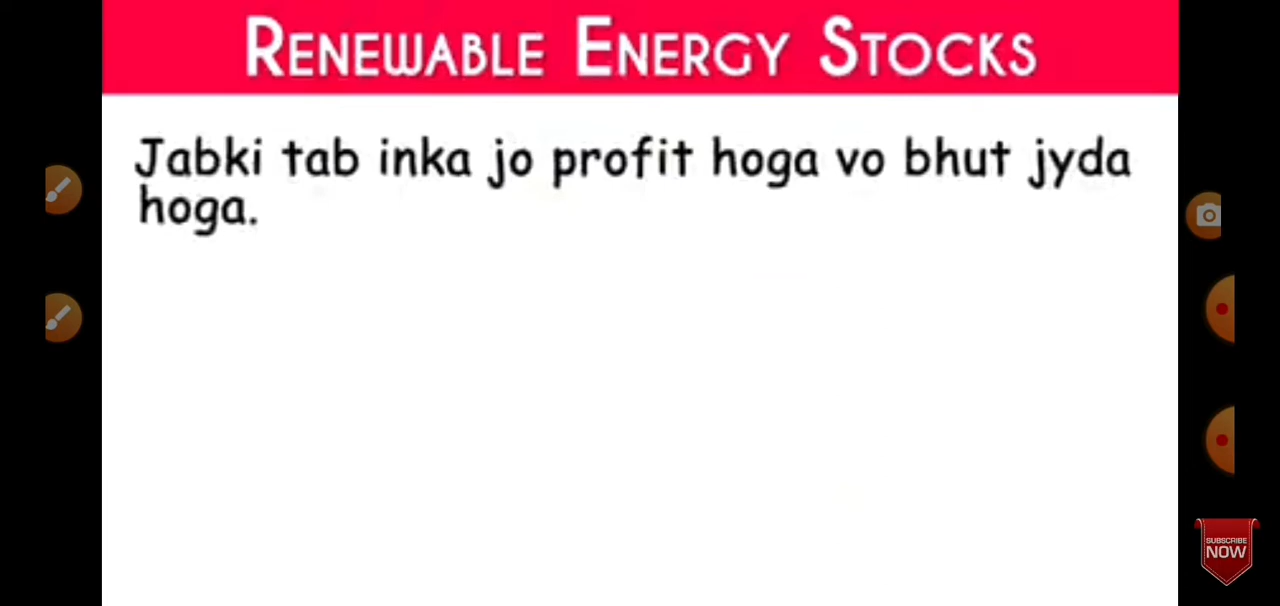 RENEWABLE ENERGY STOCKS
Jabki tab inka jo profit hoga vo bhut jyda
hoga.
SUBSCRIBE
NOW